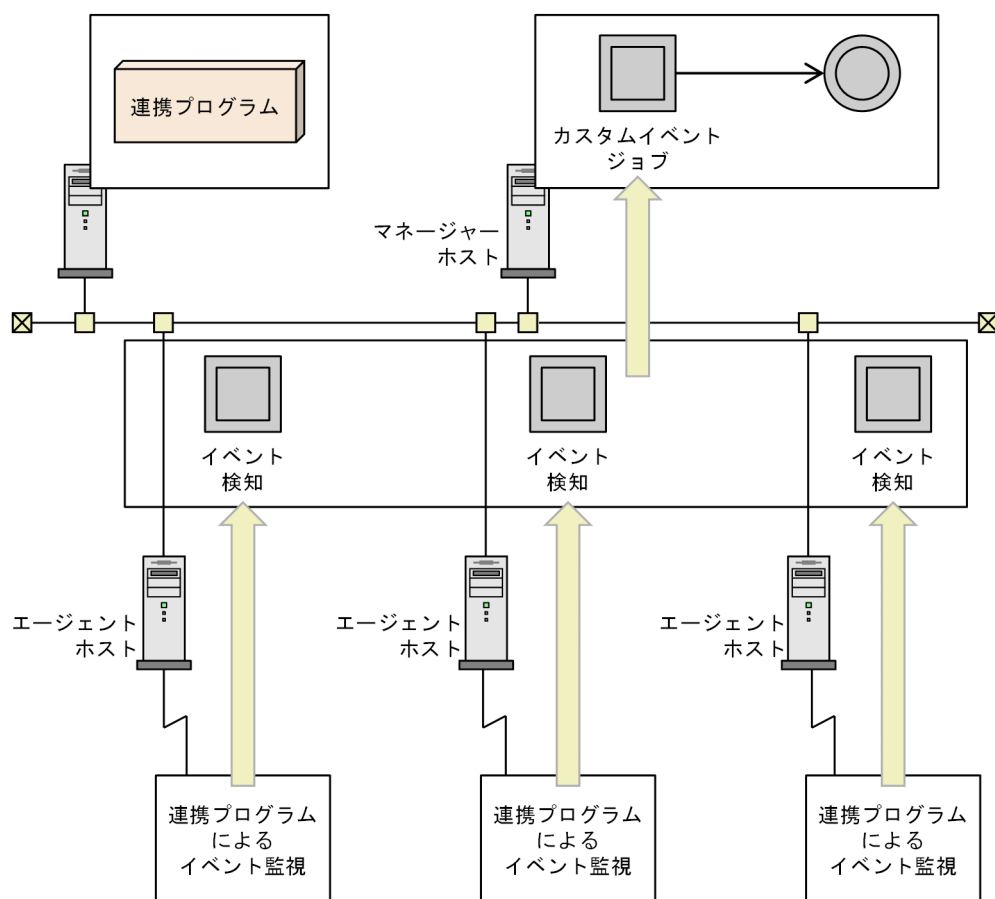 連携プログラム
カスタムイベント
ジョブ
マネージャー
ホスト
イベント
検知
イベント
検知
イベント
検知
エージェント
ホスト
エージェント
ホスト
エージェント
ホスト
連携プログラム
による
イベント監視
連携プログラム
による
イベント監視
連携プログラム
による
イベント監視